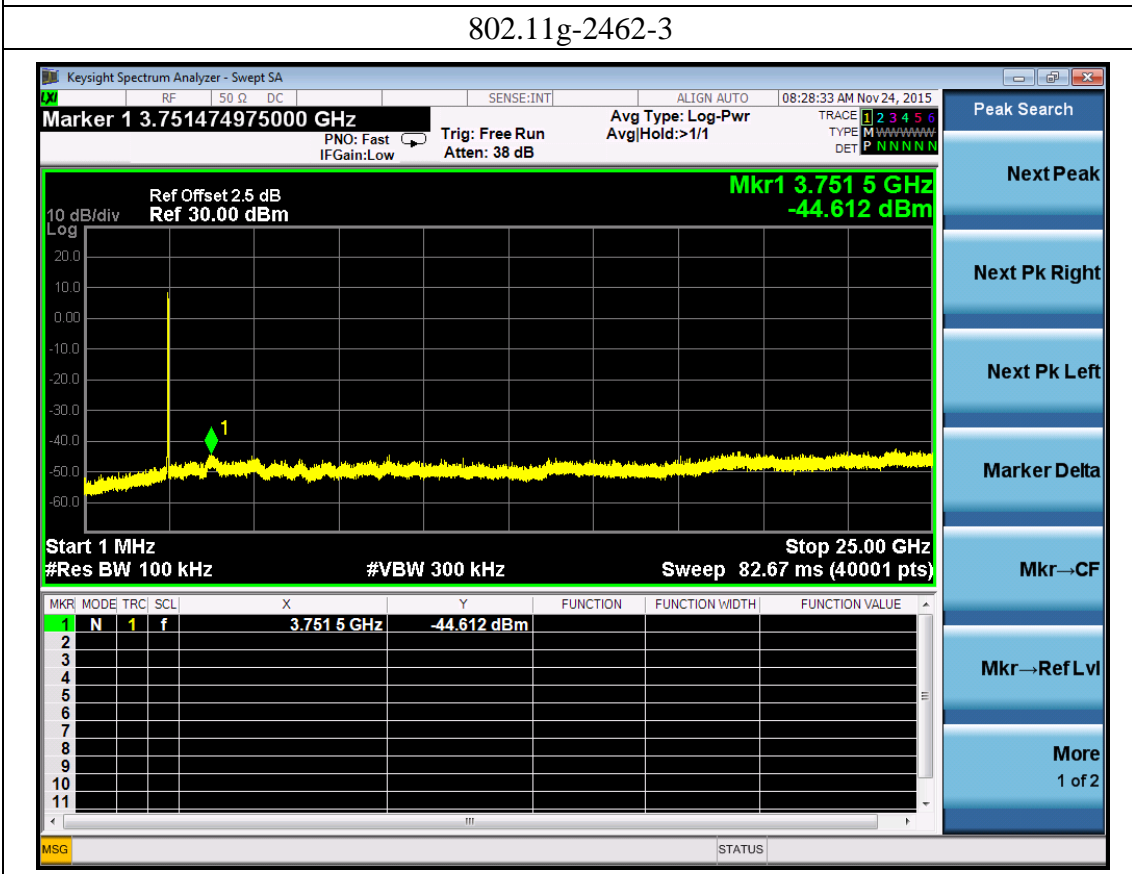 802.11g-2462-3
Keysight Spectrum Analyzer - Swept SA
LXI RF 50 Ω DC SENSE:INT ALIGN AUTO 08:28:33 AM Nov 24, 2015
Marker 1 3.751474975000 GHz
PNO: Fast
IFGain:Low
Trig: Free Run
Atten: 38 dB
Avg Type: Log-Pwr
Avg|Hold:>1/1
TRACE 1 2 3 4 5 6
TYPE M WWWWW
DET P N N N N N
Peak Search
Next Peak
Next Pk Right
Next Pk Left
Marker Delta
Mkr→CF
Mkr→Ref Lvl
More
1 of 2
Ref Offset 2.5 dB
10 dB/div Ref 30.00 dBm
Log
Mkr1 3.751 5 GHz
-44.612 dBm
20.0
10.0
0.00
-10.0
-20.0
-30.0
-40.0
-50.0
-60.0
1
Start 1 MHz Stop 25.00 GHz
#Res BW 100 kHz #VBW 300 kHz Sweep 82.67 ms (40001 pts)
MKR MODE TRC SCL X Y FUNCTION FUNCTION WIDTH FUNCTION VALUE
1 N 1 f 3.751 5 GHz -44.612 dBm
2
3
4
5
6
7
8
9
10
11
MSG STATUS